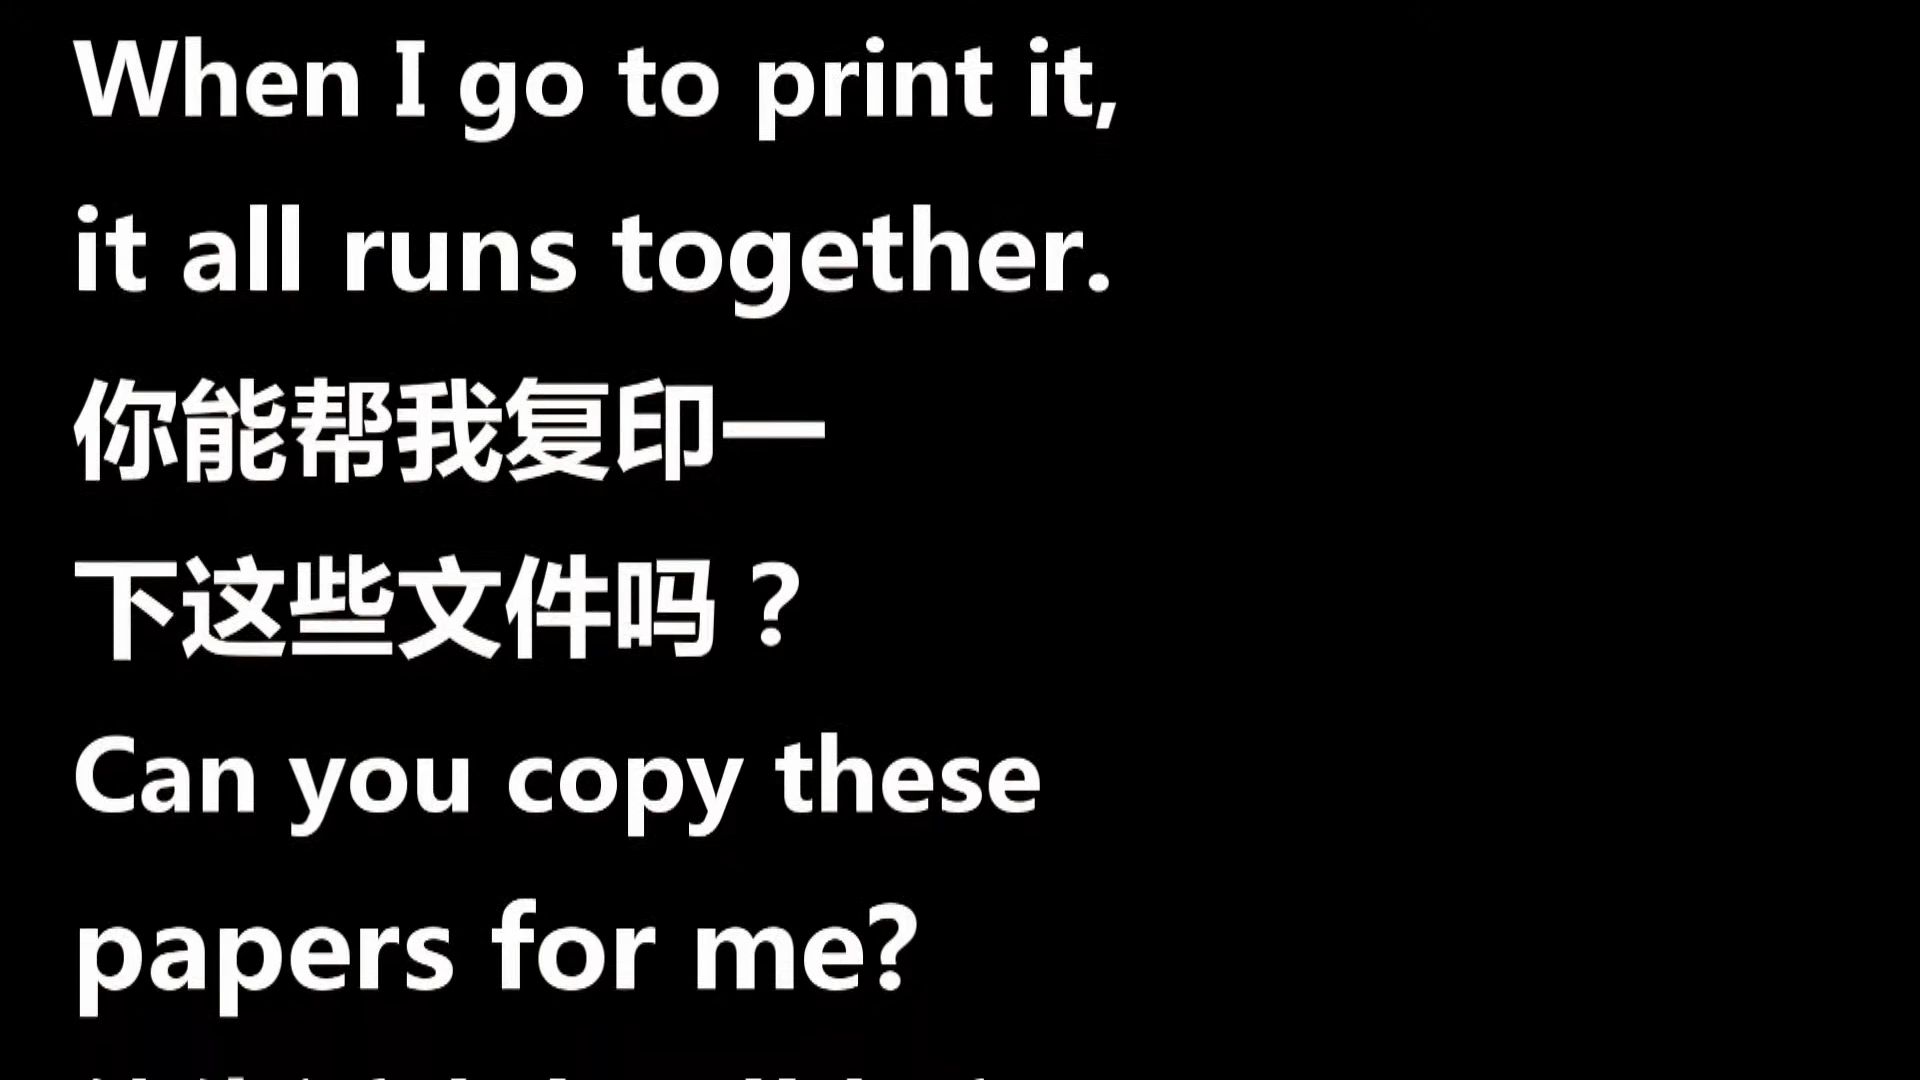 When I go to print it,
it all runs together.
你能帮我复印一
下这些文件吗？
Can you copy these
papers for me?